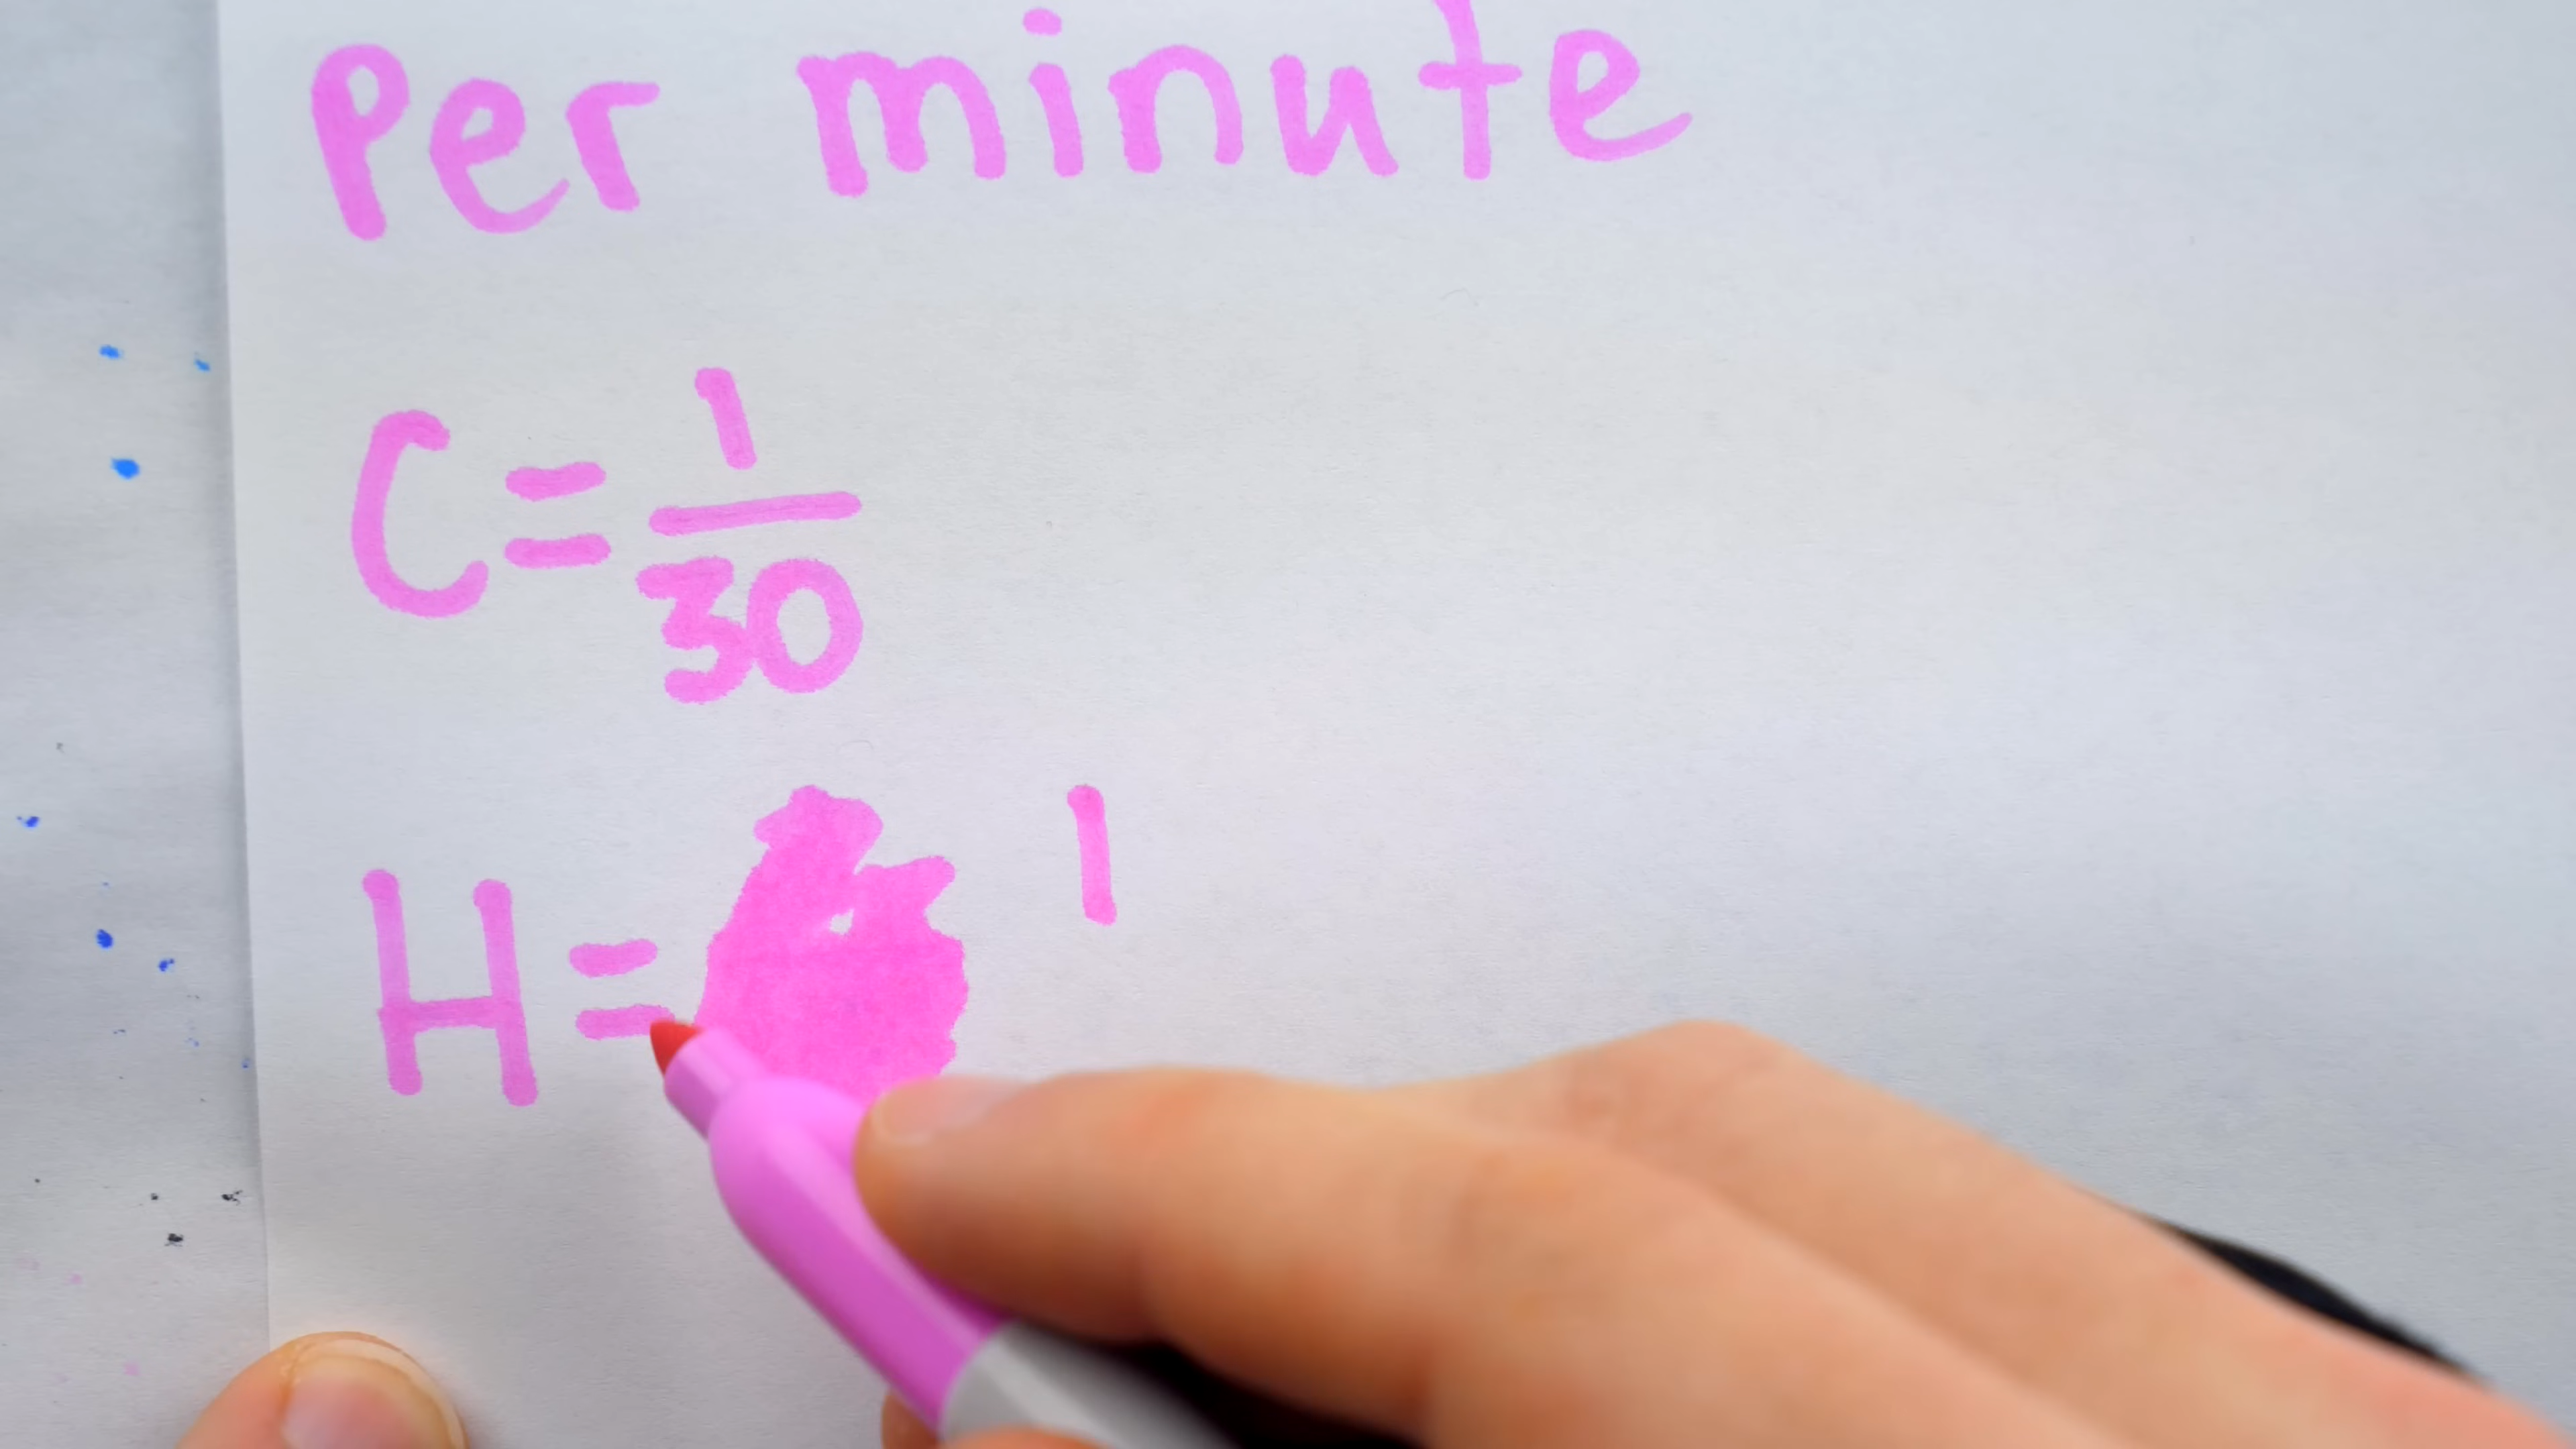 Per minute
C = 1/30
H = 1